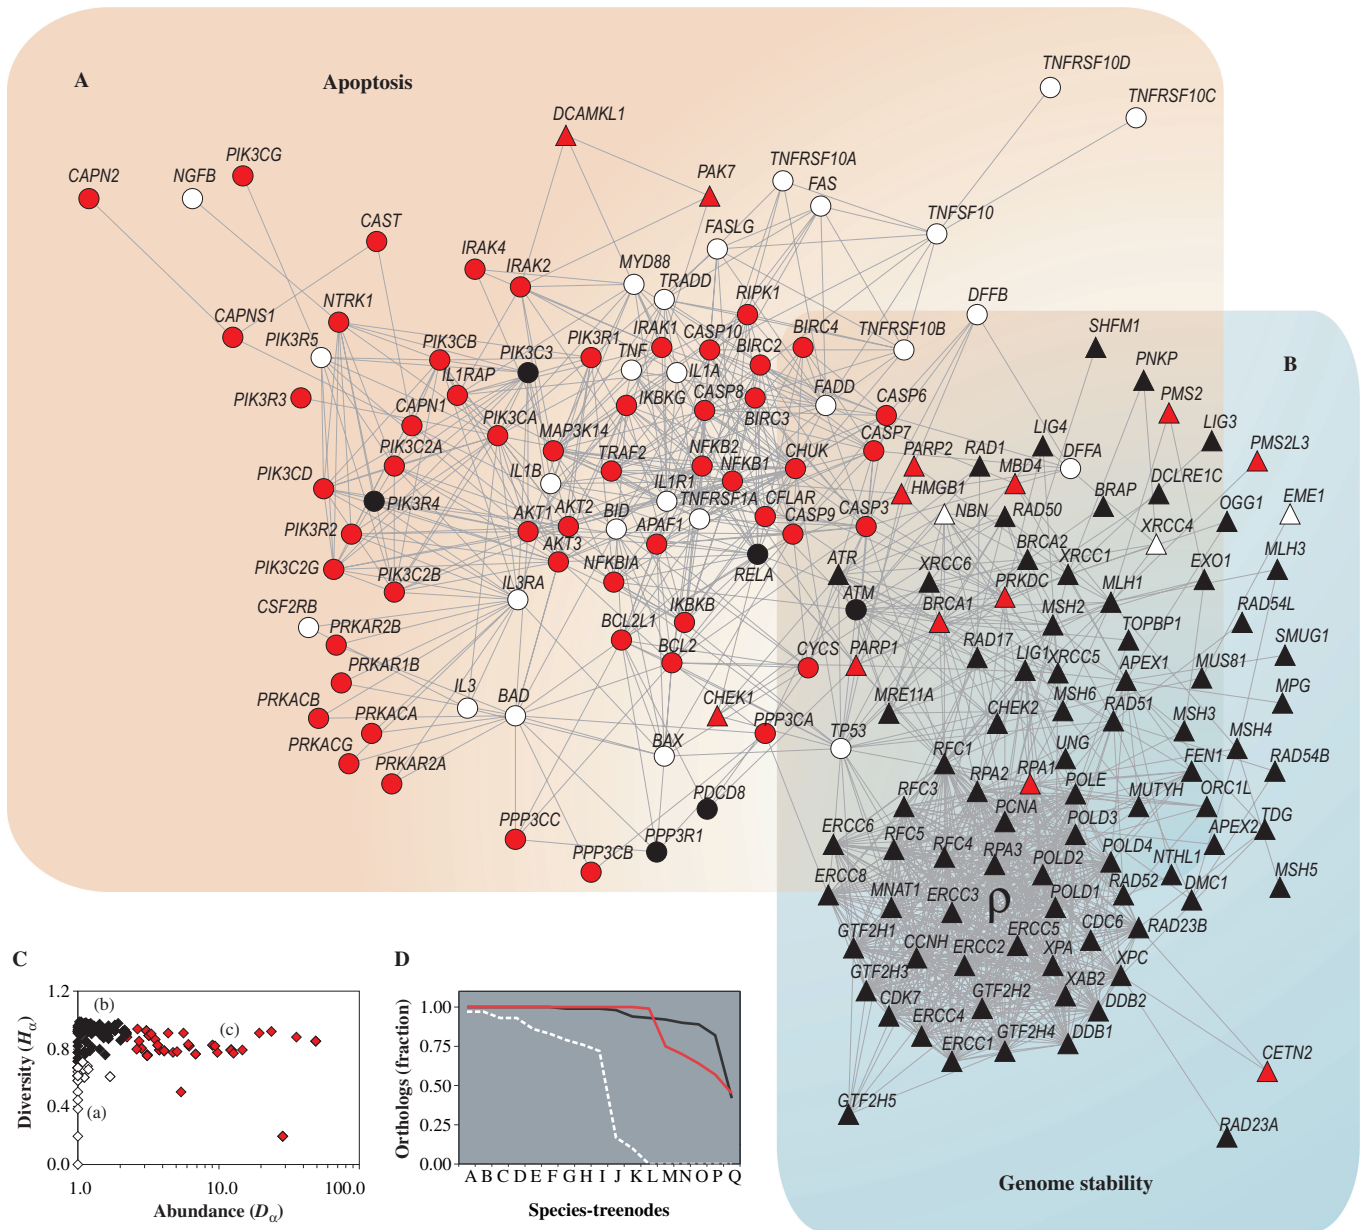 A
Apoptosis
TNFRSF10D
TNFRSF10C
DCAMKL1
PIK3CG
CAPN2
NGFB
PAK7
TNFRSF10A
FAS
TNFSF10
CAST
FASLG
IRAK4
IRAK2
MYD88
TRADD
RIPK1
DFFB
CAPNS1
NTRK1
PIK3R5
PIK3CB
PIK3C3
PIK3R1
IRAK1
CASP10
BIRC4
BIRC2
TNFRSF10B
SHFM1
TNF
IL1A
PNKP
B
IL1RAP
PIK3R3
CAPN1
PIK3CA
IKBKG
CASP8
BIRC3
FADD
CASP6
PMS2
LIG3
PIK3C2A
MAP3K14
NFKB2
CHUK
CASP7
LIG4
RAD1
DFFA
PMS2L3
PIK3CD
TRAF2
NFKB1
PARP2
MBD4
DCLRE1C
IL1B
IL1R1
HMGB1
BRAP
OGG1
EME1
PIK3R4
TNFRSF1A
CFLAR
CASP3
NBN
RAD50
XRCC4
AKT1
AKT2
BID
APAF1
CASP9
PIK3R2
AKT3
RELA
ATR
XRCC6
BRCA2
XRCC1
EXO1
MLH3
PIK3C2G
PIK3C2B
NFKBIA
IL3RA
ATM
PRKDC
MLH1
CSF2RB
IKBKB
BRCA1
MSH2
RAD54L
PRKAR2B
BCL2L1
BCL2
CYCS
PARP1
RAD17
TOPBP1
SMUG1
LIG1
XRCC5
APEX1
MUS81
PRKAR1B
PRKACB
IL3
BAD
CHEK1
MRE11A
MSH6
RAD51
MPG
PRKACA
PPP3CA
CHEK2
MSH3
MSH4
PRKACG
BAX
TP53
RFC1
UNG
FEN1
RAD54B
PRKAR2A
RPA2
RPA1
POLE
PDCD8
RFC3
PCNA
MUTYH
ORC1L
TDG
PPP3CC
PPP3R1
ERCC6
RFC5
RFC4
RPA3
POLD3
APEX2
PPP3CB
POLD2
POLD4
NTHL1
MSH5
ERCC8
MNAT1
ERCC3
ρ
POLD1
RAD52
DMC1
GTF2H1
CCNH
ERCC2
ERCC5
CDC6
RAD23B
XPA
XPC
GTF2H3
CDK7
GTF2H2
XAB2
DDB2
ERCC4
ERCC1
GTF2H4
DDB1
CETN2
GTF2H5
RAD23A
Genome stability
C
1.2
0.8
0.4
0.0
(b)
(c)
(a)
Diversity (Hα)
1.0 10.0 100.0
Abundance (Dα)
D
1.00
0.75
0.50
0.25
0.00
Orthologs (fraction)
A B C D E F G H I J K L M N O P Q
Species-treenodes